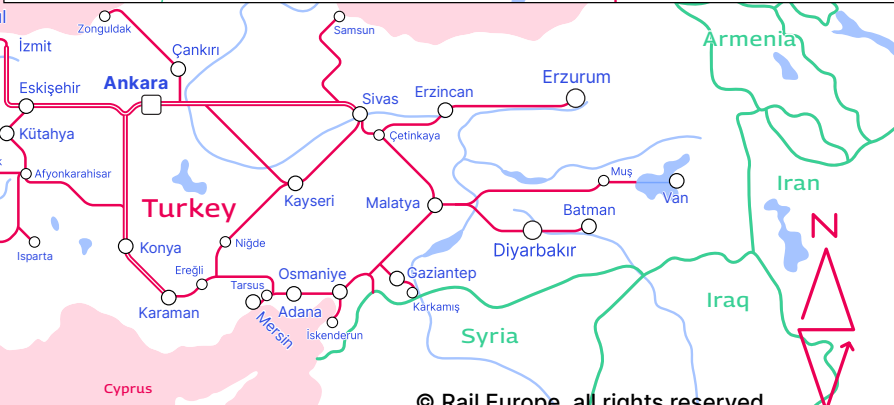 Zonguldak
Samsun
İzmit
Çankırı
Armenia
Ankara
Eskişehir
Sivas
Erzincan
Erzurum
Kütahya
Çetinkaya
Afyonkarahisar
Turkey
Kayseri
Malatya
Muş
Van
Iran
Batman
Diyarbakır
N
Isparta
Konya
Niğde
Ereğli
Tarsus
Osmaniye
Gaziantep
Karaman
Adana
Karkamış
Mersin
İskenderun
Iraq
Syria
Cyprus
© Rail Europe, all rights reserved